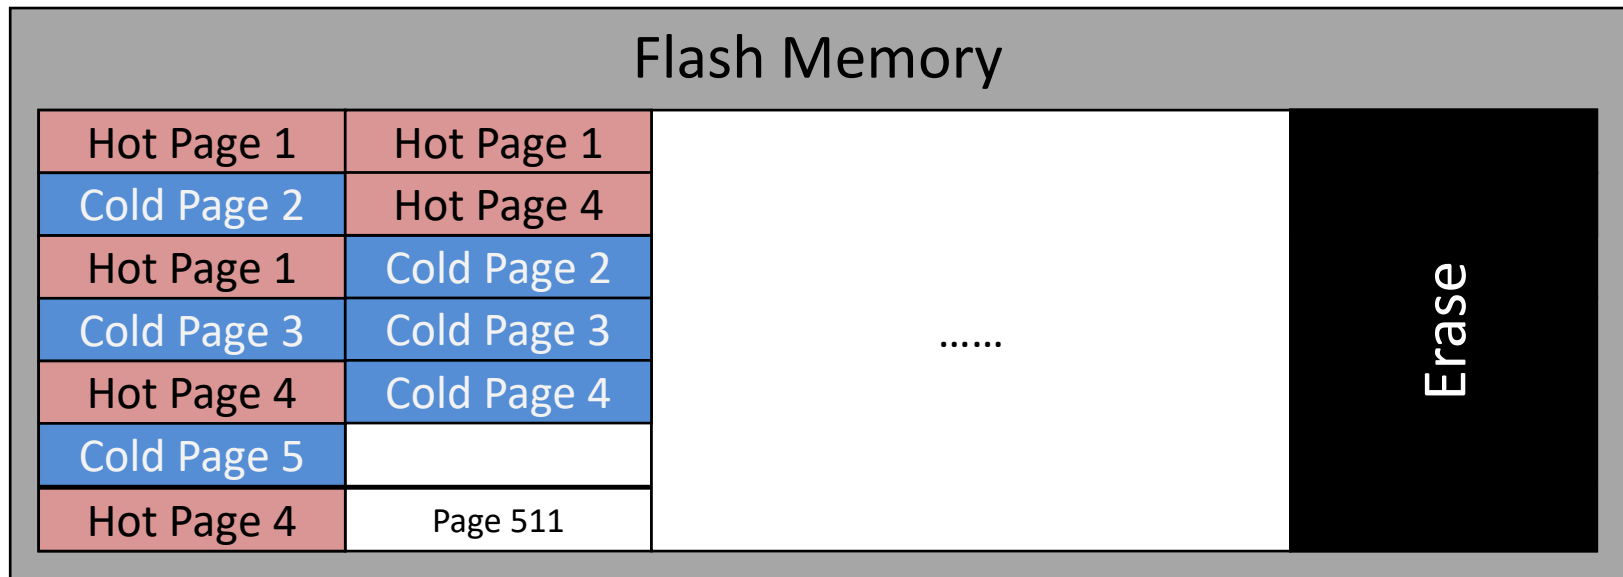 Flash Memory
Hot Page 1
Cold Page 2
Hot Page 1
Cold Page 3
Hot Page 4
Cold Page 5
Hot Page 4
Hot Page 1
Hot Page 4
Cold Page 2
Cold Page 3
Cold Page 4
Page 511
......
Erase